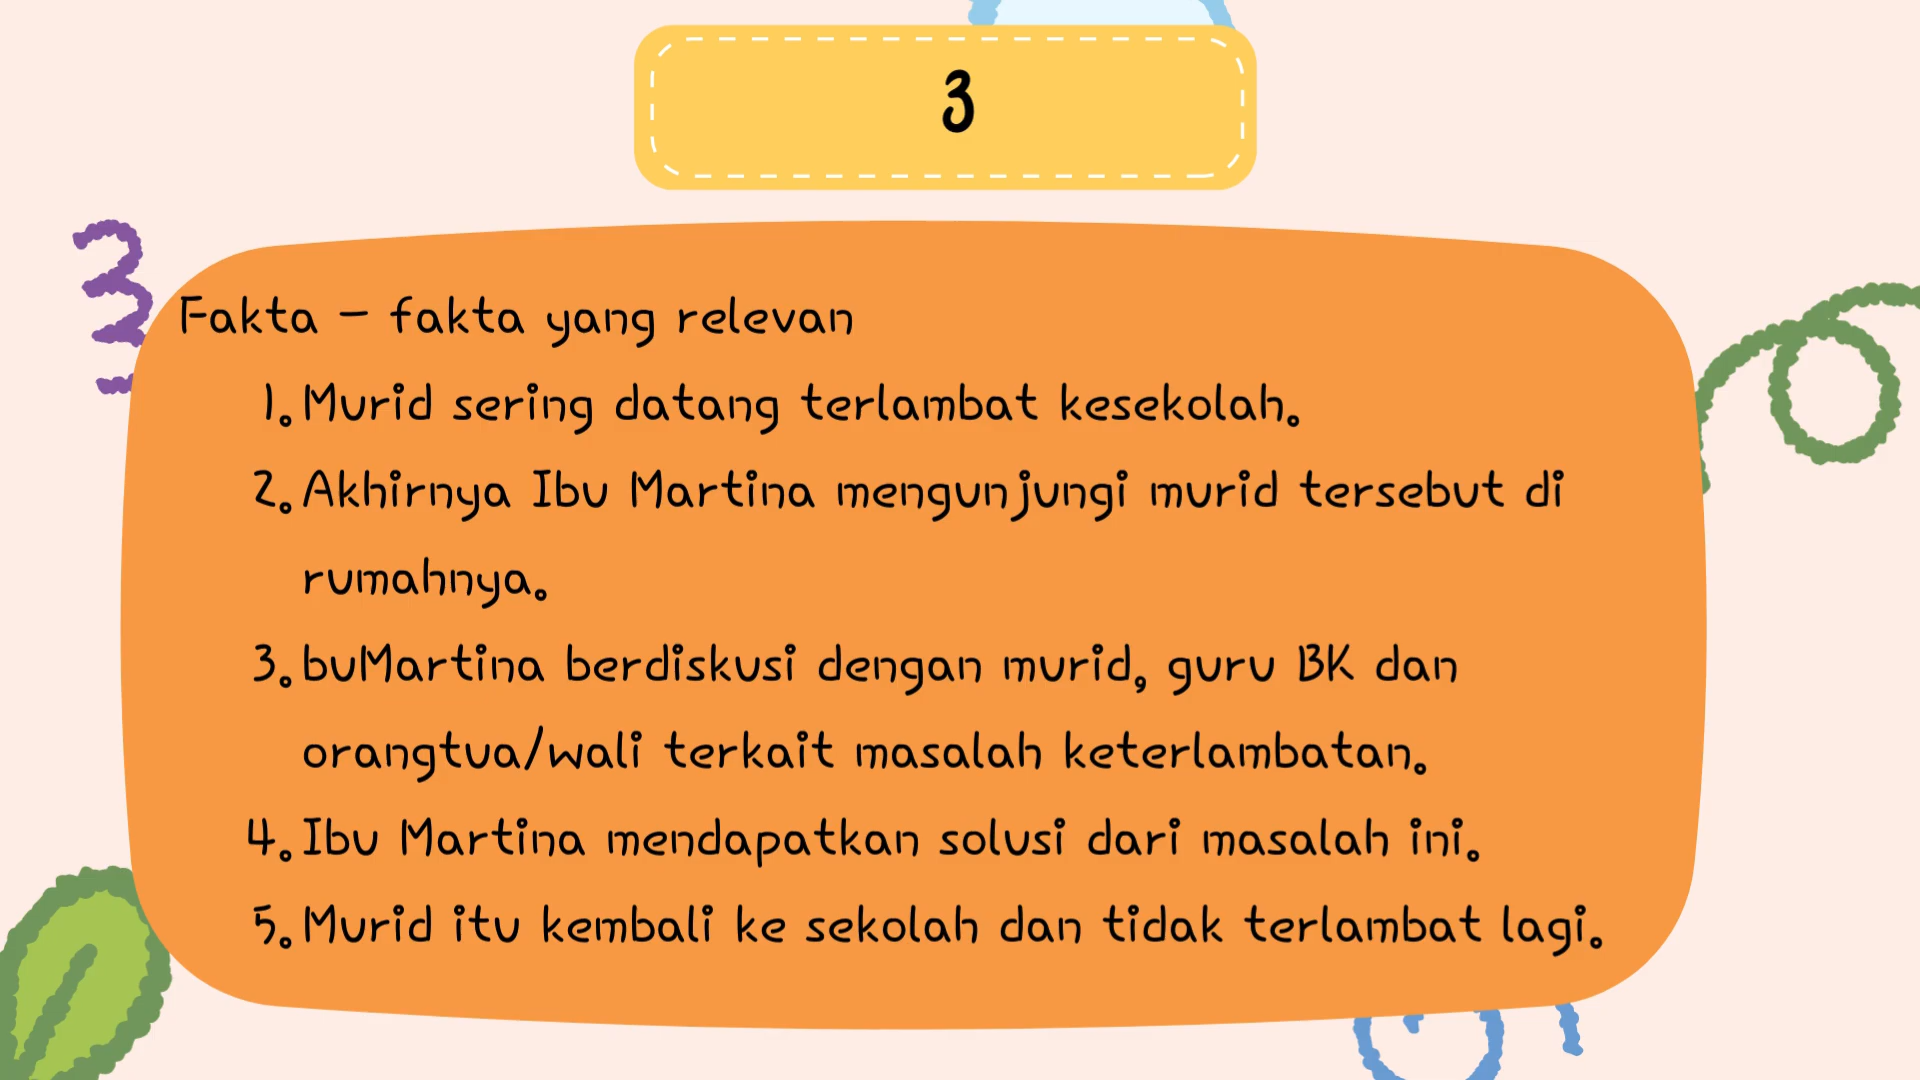 3
Fakta - fakta yang relevan
1. Murid sering datang terlambat kesekolah.
2. Akhirnya Ibu Martina mengunjungi murid tersebut di
rumahnya.
3. buMartina berdiskusi dengan murid, guru BK dan
orangtua/wali terkait masalah keterlambatan.
4. Ibu Martina mendapatkan solusi dari masalah ini.
5. Murid itu kembali ke sekolah dan tidak terlambat lagi.